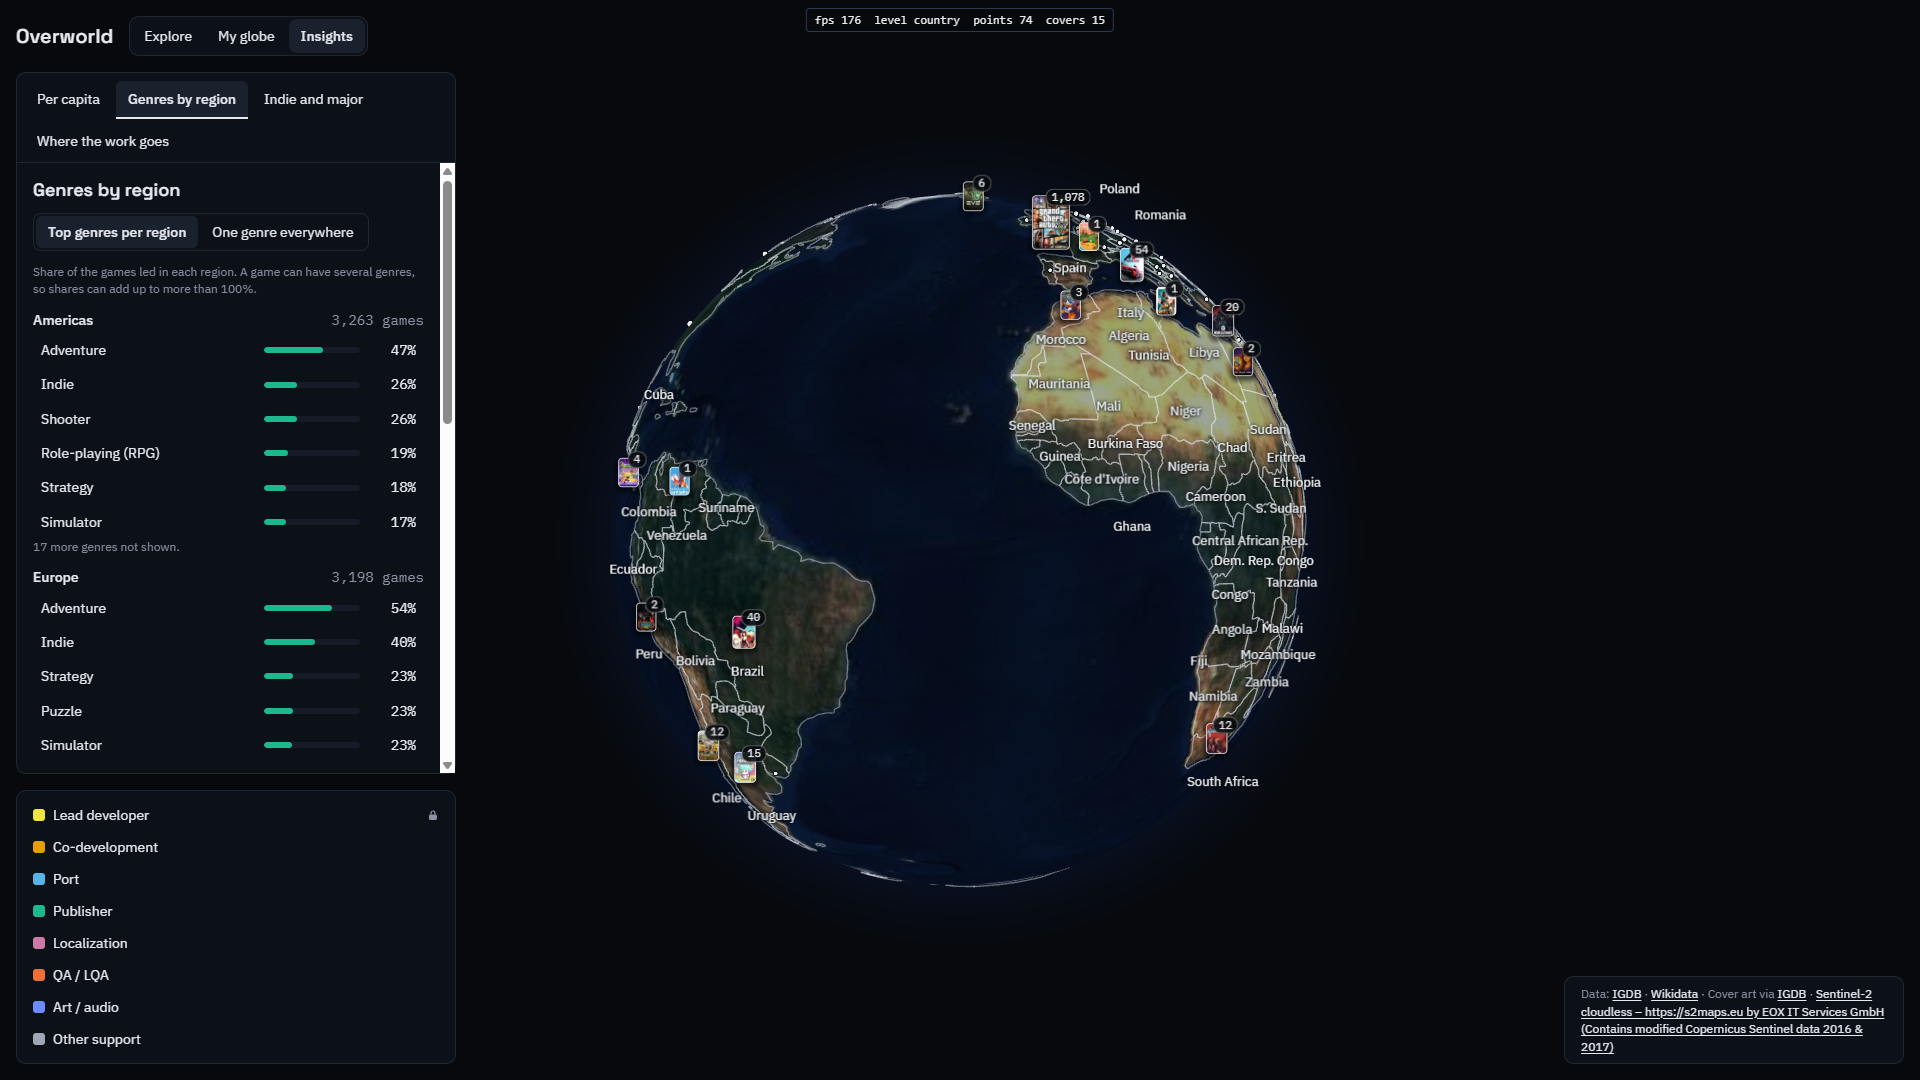 Overworld
Explore
My globe
Insights
fps 176 level country points 74 covers 15
Per capita
Genres by region
Indie and major
Where the work goes
Genres by region
Top genres per region
One genre everywhere
Share of the games led in each region. A game can have several genres,
so shares can add up to more than 100%.
Americas 3,263 games
Adventure 47%
Indie 26%
Shooter 26%
Role-playing (RPG) 19%
Strategy 18%
Simulator 17%
17 more genres not shown.
Europe 3,198 games
Adventure 54%
Indie 40%
Strategy 23%
Puzzle 23%
Simulator 23%
Lead developer
Co-development
Port
Publisher
Localization
QA / LQA
Art / audio
Other support
6
1,078
Poland
Romania
1
54
Spain
3
1
20
Italy
Morocco
Algeria
Tunisia
Libya
2
Mauritania
Cuba
Mali
Niger
Senegal
Sudan
Burkina Faso
Chad
Guinea
Eritrea
4
1
Nigeria
Côte d'Ivoire
Ethiopia
Cameroon
Colombia
Suriname
S. Sudan
Ghana
Venezuela
Central African Rep.
Dem. Rep. Congo
Ecuador
Tanzania
Congo
2
40
Angola
Malawi
Peru
Bolivia
Fiji
Mozambique
Brazil
Zambia
Namibia
Paraguay
12
12
15
South Africa
Chile
Uruguay
Data: IGDB · Wikidata · Cover art via IGDB · Sentinel-2
cloudless – https://s2maps.eu by EOX IT Services GmbH
(Contains modified Copernicus Sentinel data 2016 &
2017)